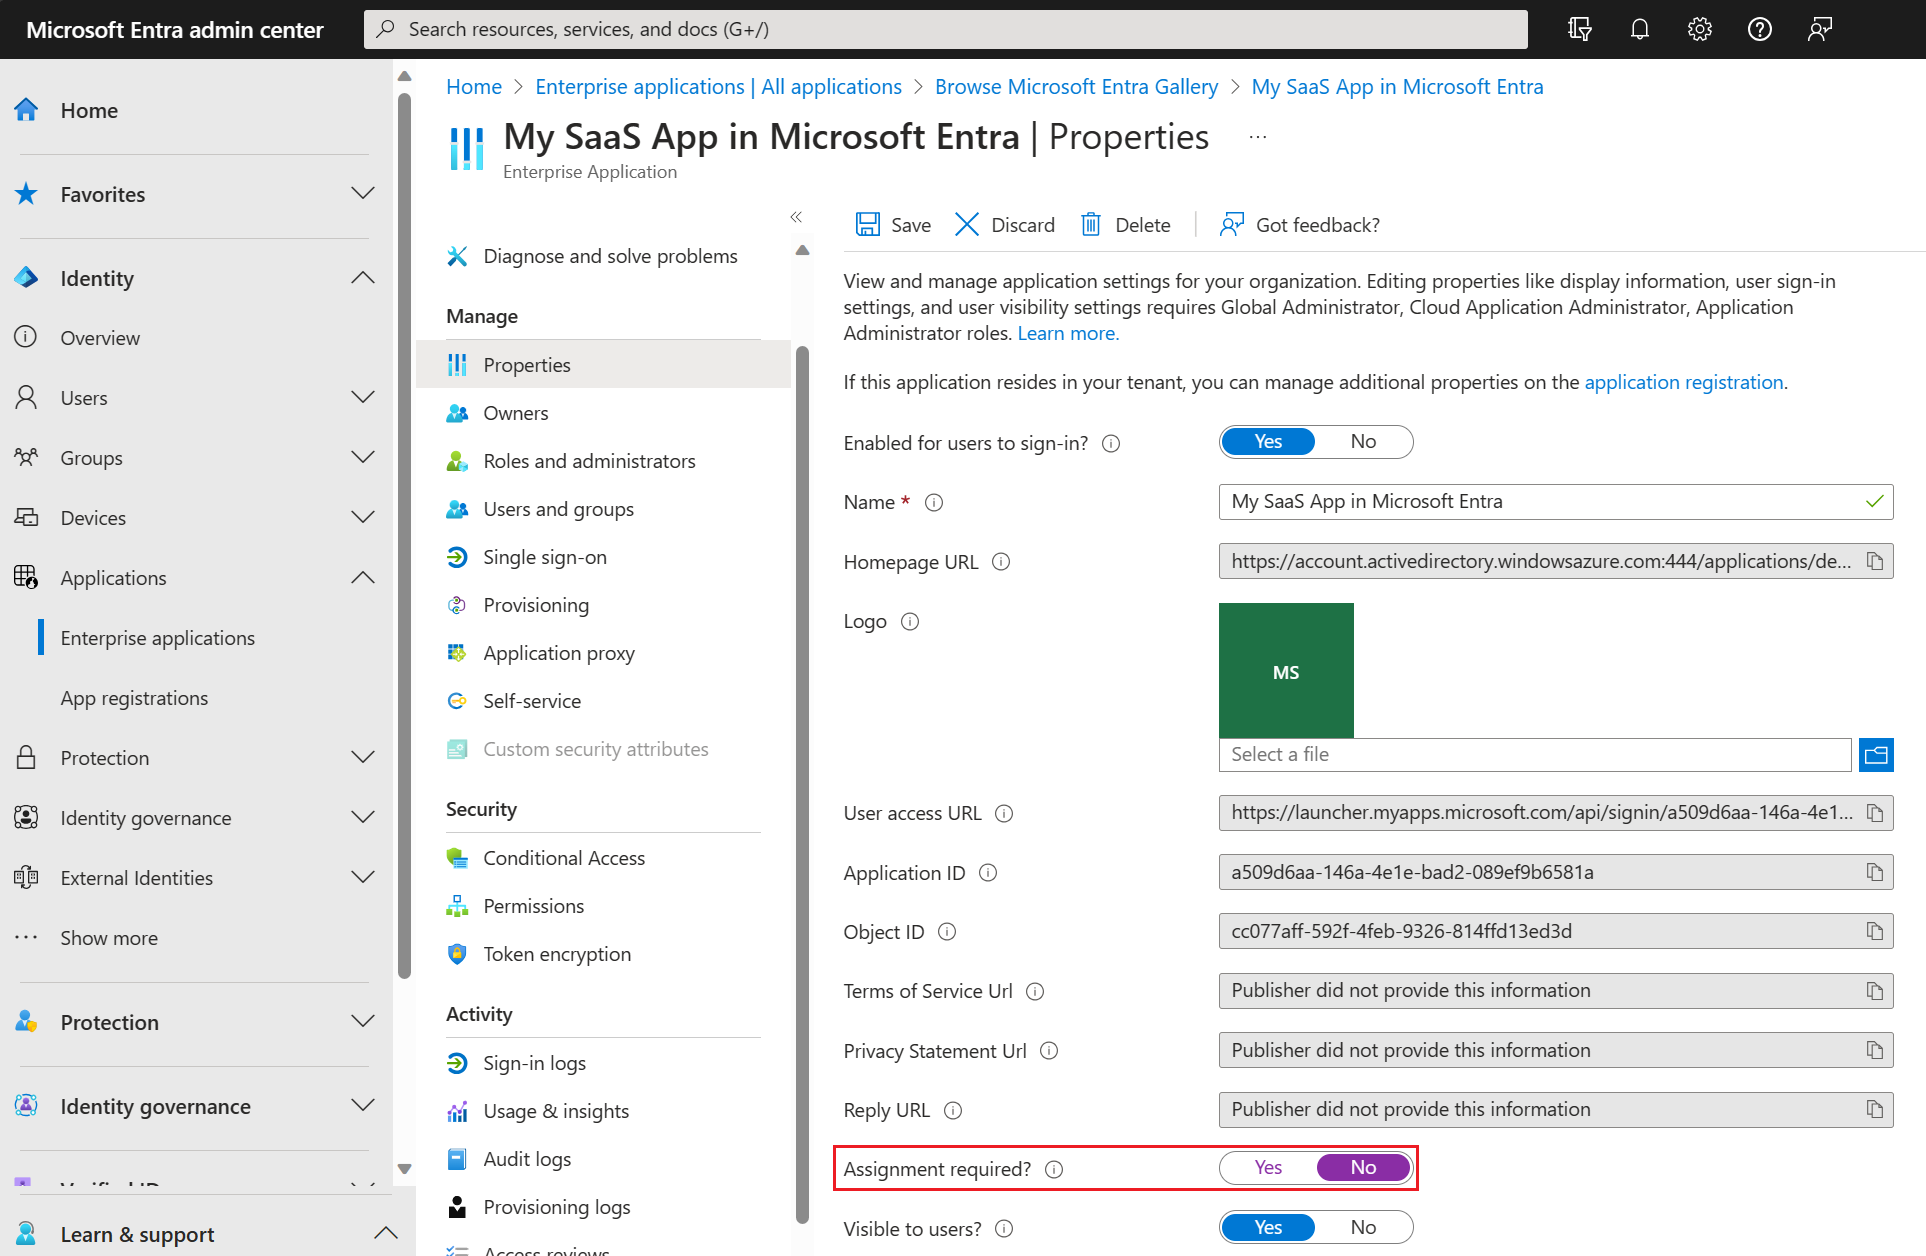 Microsoft Entra admin center
Search resources, services, and docs (G+/)
Home
Favorites
Identity
Overview
Users
Groups
Devices
Applications
Enterprise applications
App registrations
Protection
Identity governance
External Identities
Show more
Protection
Identity governance
Learn & support
Home > Enterprise applications | All applications > Browse Microsoft Entra Gallery > My SaaS App in Microsoft Entra
My SaaS App in Microsoft Entra | Properties ...
Enterprise Application
Diagnose and solve problems
Manage
Properties
Owners
Roles and administrators
Users and groups
Single sign-on
Provisioning
Application proxy
Self-service
Custom security attributes
Security
Conditional Access
Permissions
Token encryption
Activity
Sign-in logs
Usage & insights
Audit logs
Provisioning logs
Access reviews
Save Discard Delete Got feedback?
View and manage application settings for your organization. Editing properties like display information, user sign-in
settings, and user visibility settings requires Global Administrator, Cloud Application Administrator, Application
Administrator roles. Learn more.
If this application resides in your tenant, you can manage additional properties on the application registration.
Enabled for users to sign-in? Yes No
Name * My SaaS App in Microsoft Entra
Homepage URL https://account.activedirectory.windowsazure.com:444/applications/de...
Logo
MS
Select a file
User access URL https://launcher.myapps.microsoft.com/api/signin/a509d6aa-146a-4e1...
Application ID a509d6aa-146a-4e1e-bad2-089ef9b6581a
Object ID cc077aff-592f-4feb-9326-814ffd13ed3d
Terms of Service Url Publisher did not provide this information
Privacy Statement Url Publisher did not provide this information
Reply URL Publisher did not provide this information
Assignment required? Yes No
Visible to users? Yes No